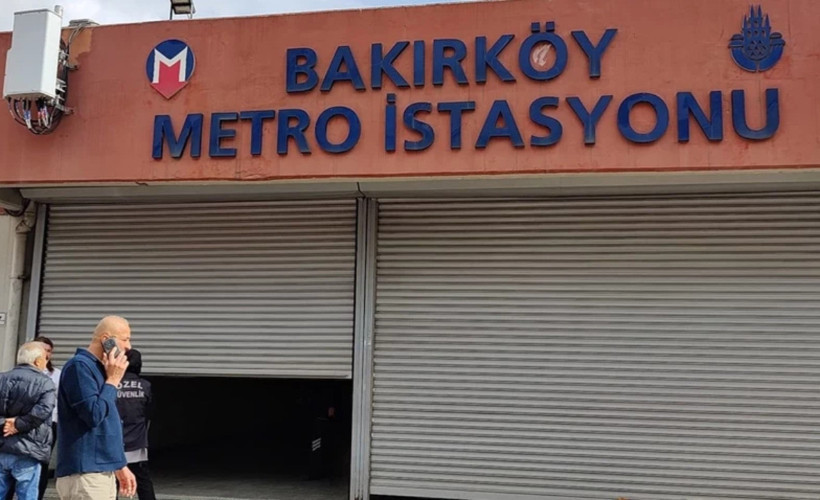 M
BAKIRKÖY
METRO İSTASYONU
ÖZEL
GÜVENLİK